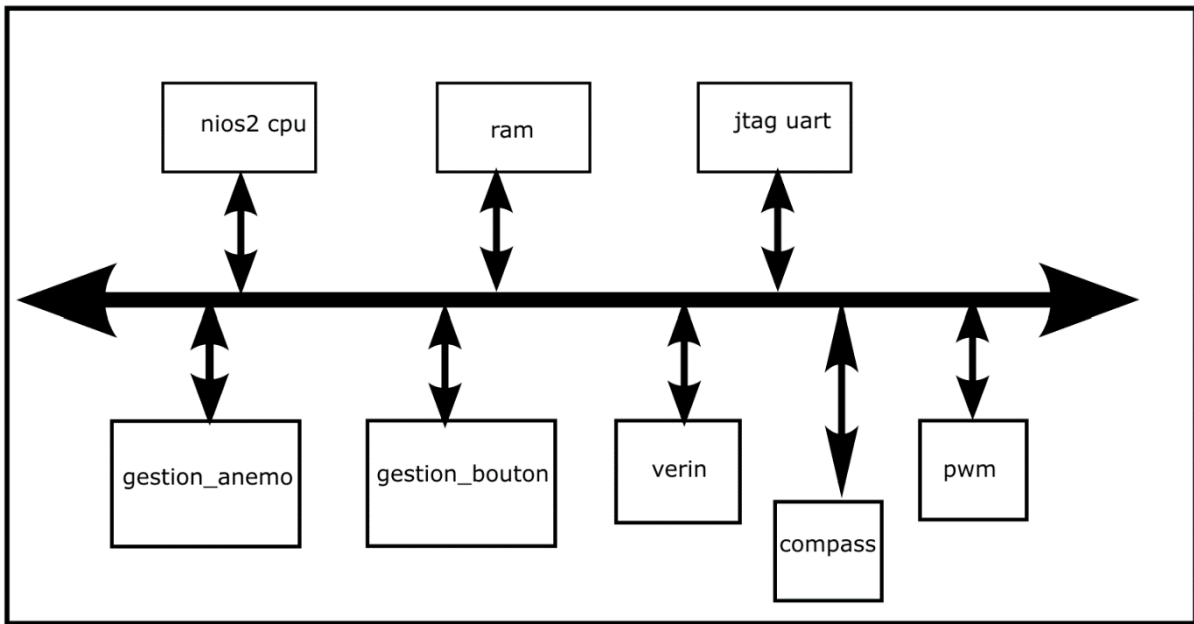 nios2 cpu
ram
jtag uart
gestion_anemo
gestion_bouton
verin
compass
pwm